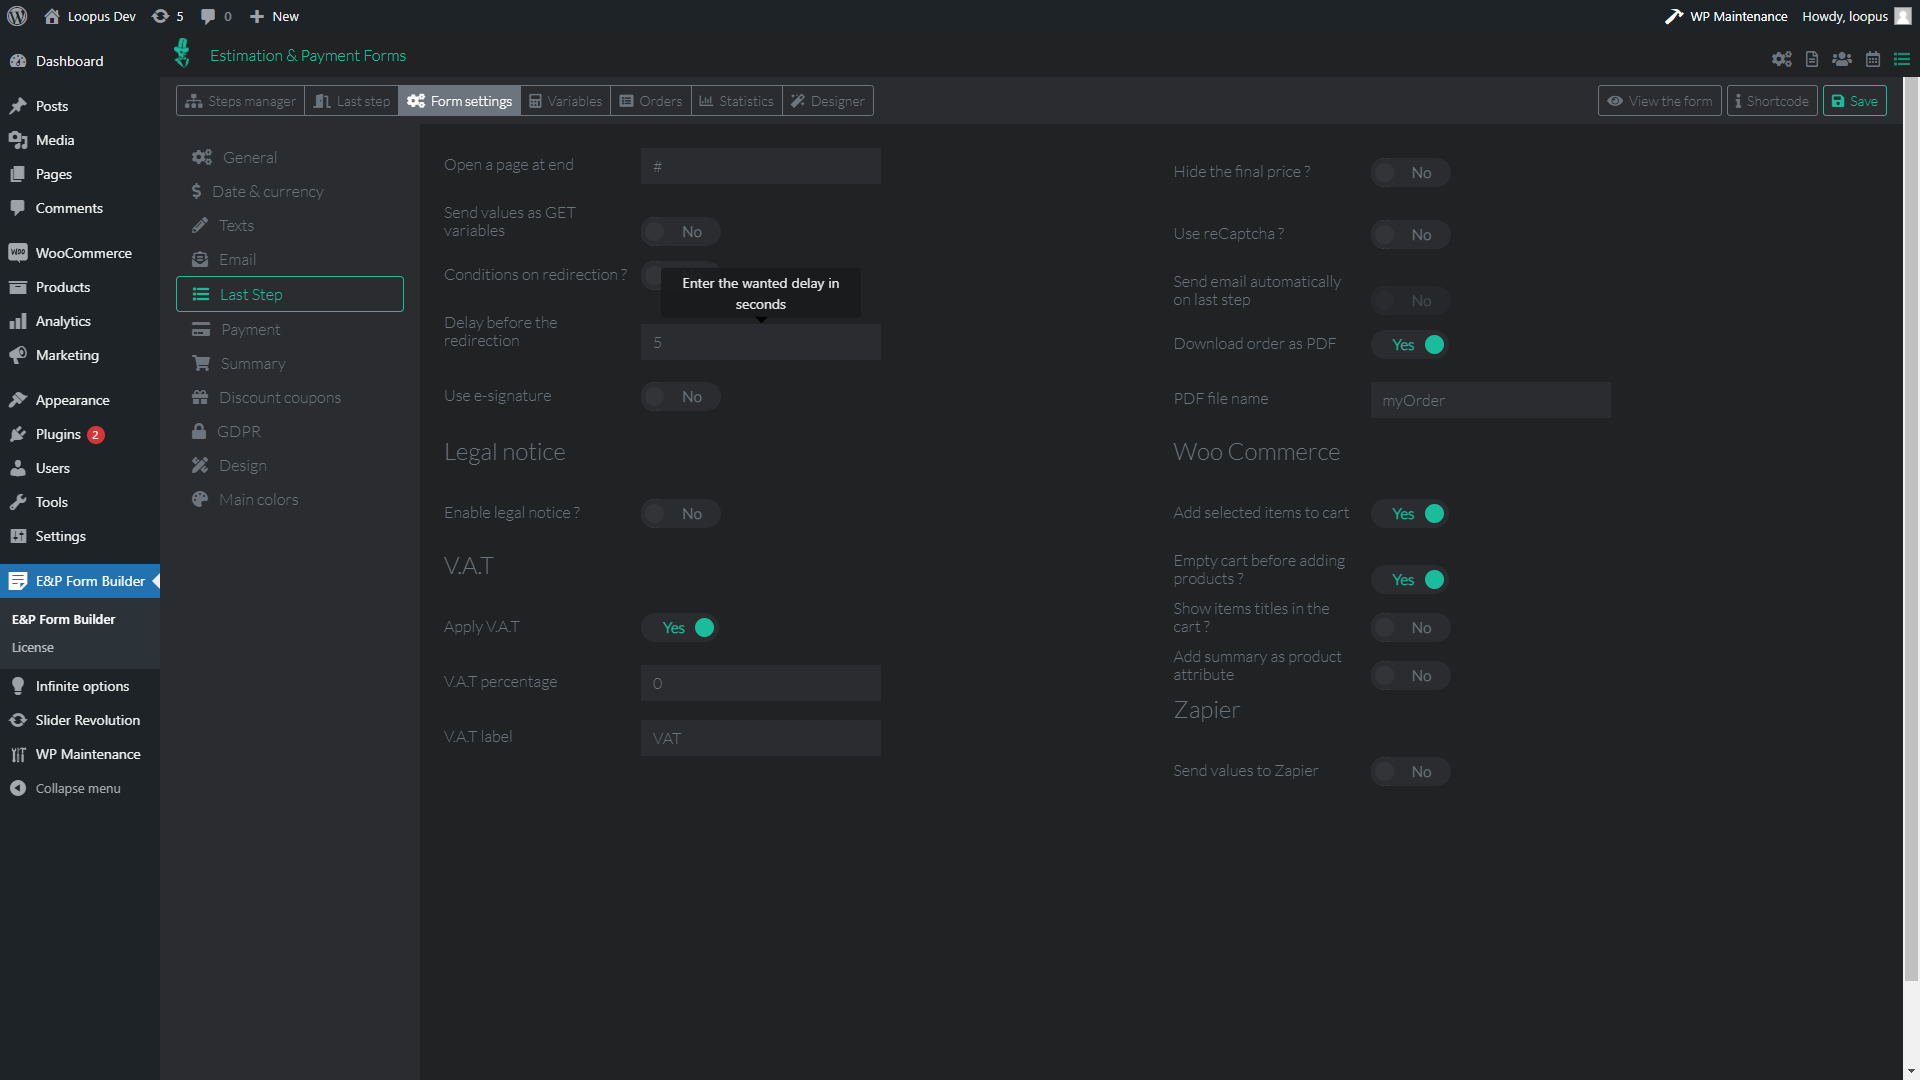 Loopus Dev
5
0
New
WP Maintenance
Howdy, loopus
Dashboard
Posts
Media
Pages
Comments
WooCommerce
Products
Analytics
Marketing
Appearance
Plugins 2
Users
Tools
Settings
E&P Form Builder
E&P Form Builder
License
Infinite options
Slider Revolution
WP Maintenance
Collapse menu
Estimation & Payment Forms
Steps manager
Last step
Form settings
Variables
Orders
Statistics
Designer
View the form
Shortcode
Save
General
Date & currency
Texts
Email
Last Step
Payment
Summary
Discount coupons
GDPR
Design
Main colors
Open a page at end
#
Send values as GET
variables
No
Conditions on redirection ?
Enter the wanted delay in
seconds
Delay before the
redirection
5
Use e-signature
No
Legal notice
Enable legal notice ?
No
V.A.T
Apply V.A.T
Yes
V.A.T percentage
0
V.A.T label
VAT
Hide the final price ?
No
Use reCaptcha ?
No
Send email automatically
on last step
No
Download order as PDF
Yes
PDF file name
myOrder
Woo Commerce
Add selected items to cart
Yes
Empty cart before adding
products ?
Yes
Show items titles in the
cart ?
No
Add summary as product
attribute
No
Zapier
Send values to Zapier
No